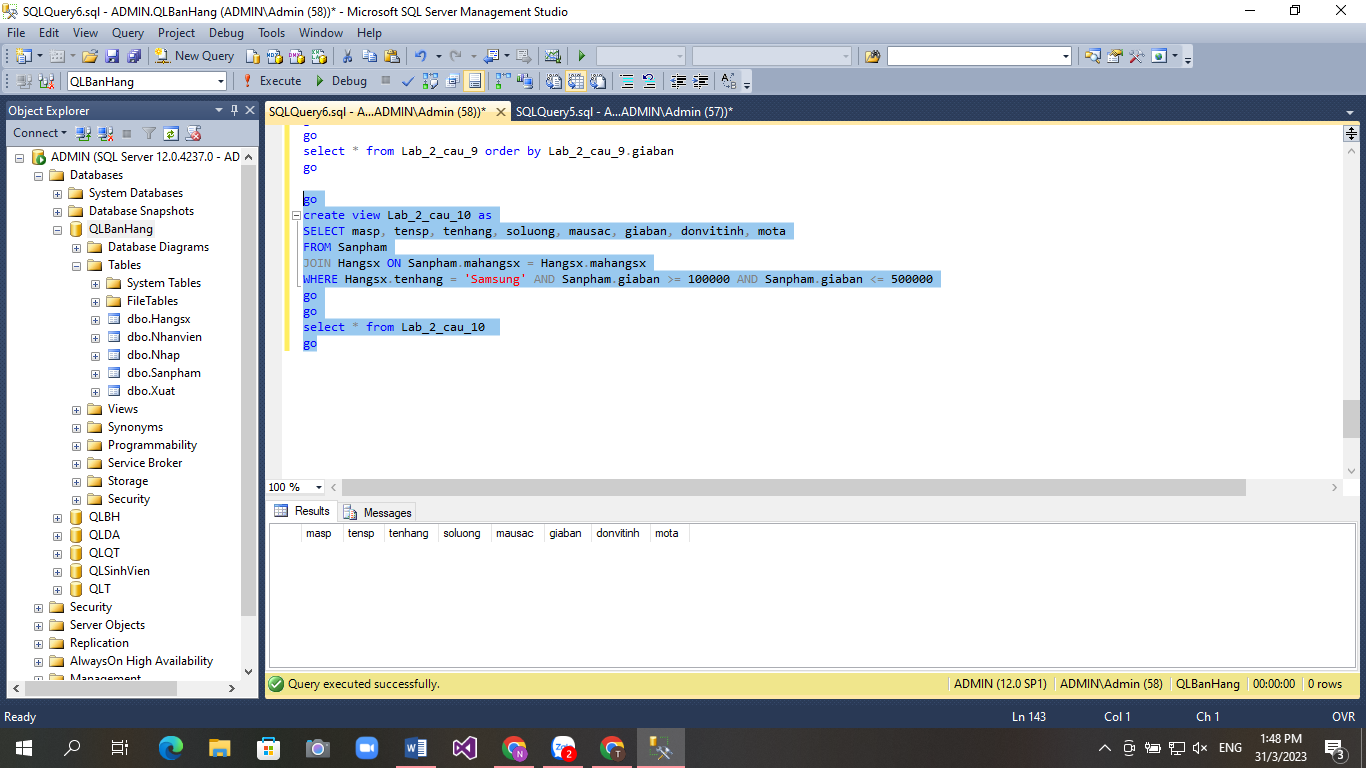 SQLQuery6.sql - ADMIN.QLBanHang (ADMIN\Admin (58))* - Microsoft SQL Server Management Studio
File Edit View Query Project Debug Tools Window Help
New Query
QLBanHang Execute Debug
Object Explorer
Connect
ADMIN (SQL Server 12.0.4237.0 - AD
Databases
System Databases
Database Snapshots
QLBanHang
Database Diagrams
Tables
System Tables
FileTables
dbo.Hangsx
dbo.Nhanvien
dbo.Nhap
dbo.Sanpham
dbo.Xuat
Views
Synonyms
Programmability
Service Broker
Storage
Security
QLBH
QLDA
QLQT
QLSinhVien
QLT
Security
Server Objects
Replication
AlwaysOn High Availability
Management
SQLQuery6.sql - A...ADMIN\Admin (58))* SQLQuery5.sql - A...ADMIN\Admin (57))*
go
select * from Lab_2_cau_9 order by Lab_2_cau_9.giaban
go
go
create view Lab_2_cau_10 as
SELECT masp, tensp, tenhang, soluong, mausac, giaban, donvitinh, mota
FROM Sanpham
JOIN Hangsx ON Sanpham.mahangsx = Hangsx.mahangsx
WHERE Hangsx.tenhang = 'Samsung' AND Sanpham.giaban >= 100000 AND Sanpham.giaban <= 500000
go
go
select * from Lab_2_cau_10
go
100 %
Results Messages
masp tensp tenhang soluong mausac giaban donvitinh mota
Query executed successfully. ADMIN (12.0 SP1) ADMIN\Admin (58) QLBanHang 00:00:00 0 rows
Ready Ln 143 Col 1 Ch 1 OVR
ENG
1:48 PM
31/3/2023
3